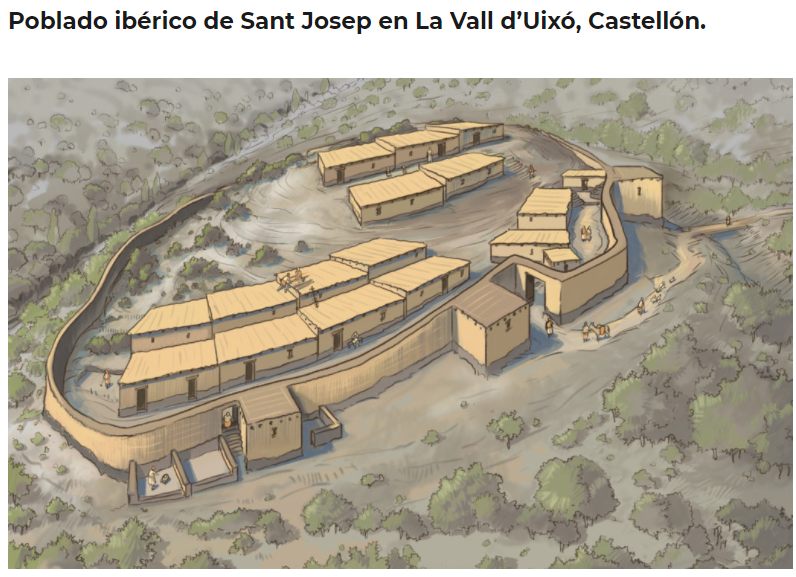 Poblado ibérico de Sant Josep en La Vall d’Uixó, Castellón.